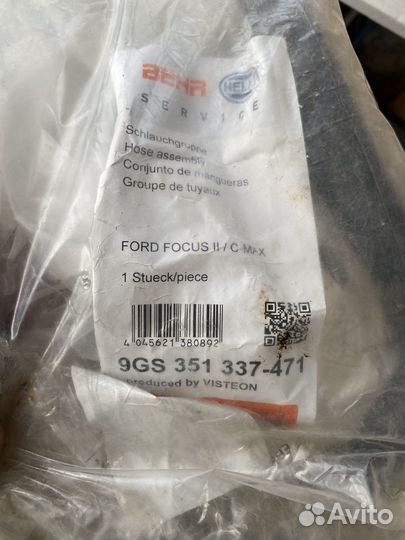 BEHR HELLA
SERVICE
Schlauchgruppe
Hose assembly
Conjunto de mangueras
Groupe de tuyaux
FORD FOCUS II / C-MAX
1 Stueck/piece
4 045621 380892
9GS 351 337-471
produced by VISTEON
Avito